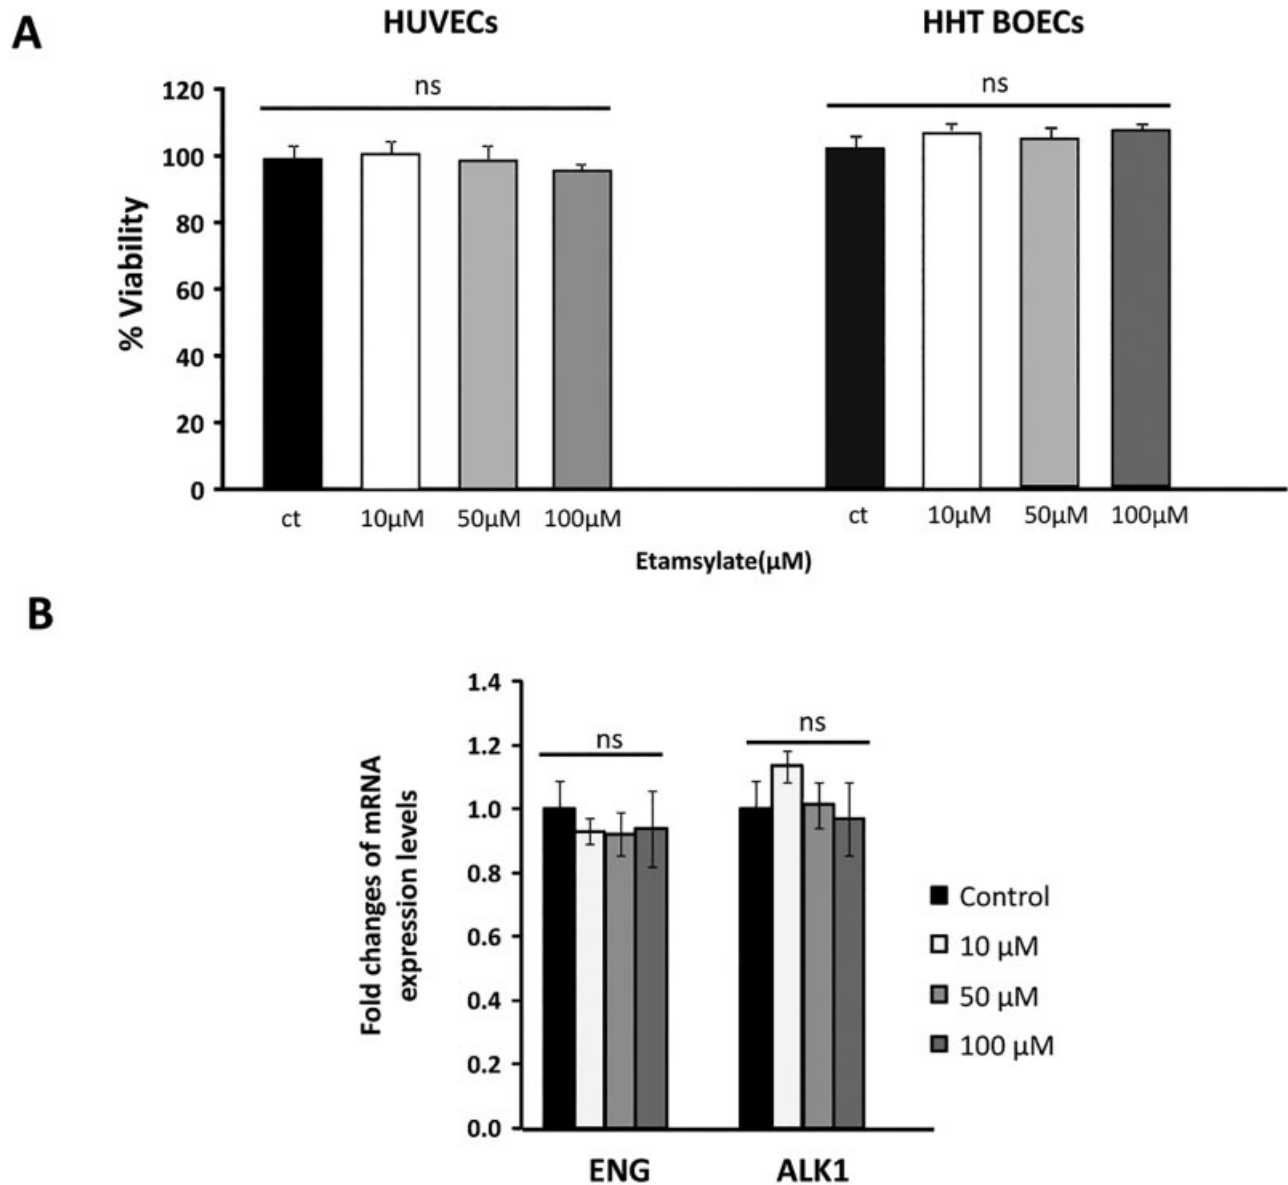 A
HUVECs
HHT BOECs
ns
ns
120
100
80
60
40
20
0
% Viability
ct
10µM
50µM
100µM
ct
10µM
50µM
100µM
Etamsylate(µM)
B
1.4
1.2
1.0
0.8
0.6
0.4
0.2
0.0
Fold changes of mRNA
expression levels
ns
ns
Control
10 µM
50 µM
100 µM
ENG
ALK1